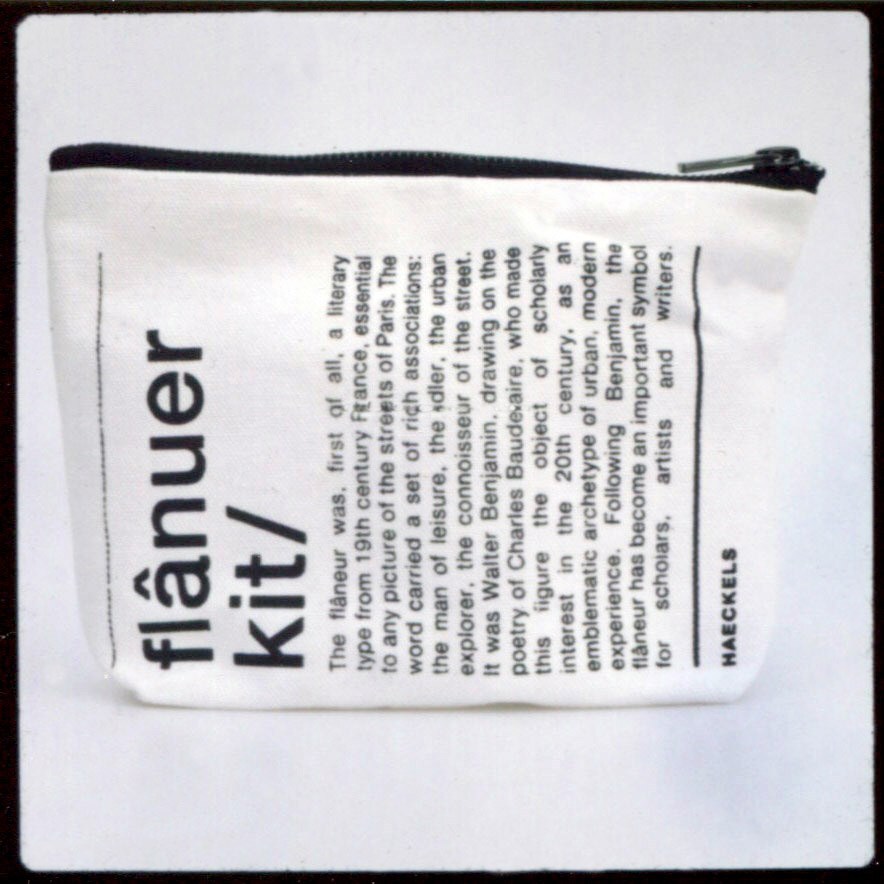 flânuer
kit/
The flâneur was, first of all, a literary
type from 19th century France, essential
to any picture of the streets of Paris. The
word carried a set of rich associations:
the man of leisure, the idler, the urban
explorer, the connoisseur of the street.
It was Walter Benjamin, drawing on the
poetry of Charles Baudelaire, who made
this figure the object of scholarly
interest in the 20th century, as an
emblematic archetype of urban, modern
experience. Following Benjamin, the
flâneur has become an important symbol
for scholars, artists and writers.
HAECKELS